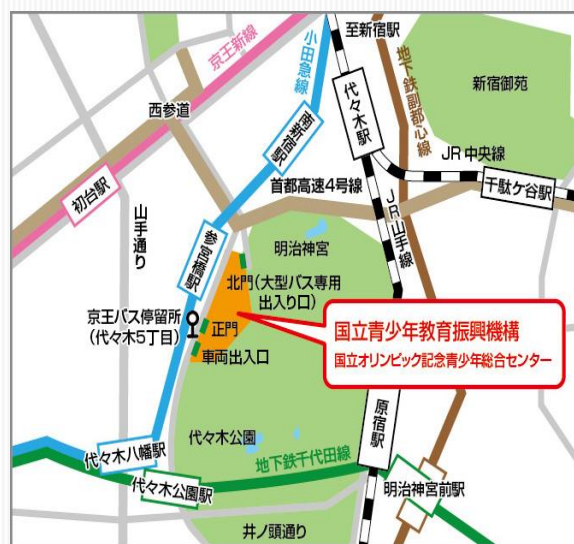 至新宿駅
京王新線
小田急線
地下鉄副都心線
新宿御苑
代々木駅
西参道
南新宿駅
JR中央線
千駄ケ谷駅
首都高速4号線
初台駅
山手通り
JR山手線
参宮橋駅
明治神宮
北門(大型バス専用
出入り口)
京王バス停留所
(代々木5丁目)
正門
車両出入口
国立青少年教育振興機構
国立オリンピック記念青少年総合センター
原宿駅
代々木公園
代々木八幡駅
地下鉄千代田線
代々木公園駅
明治神宮前駅
井ノ頭通り